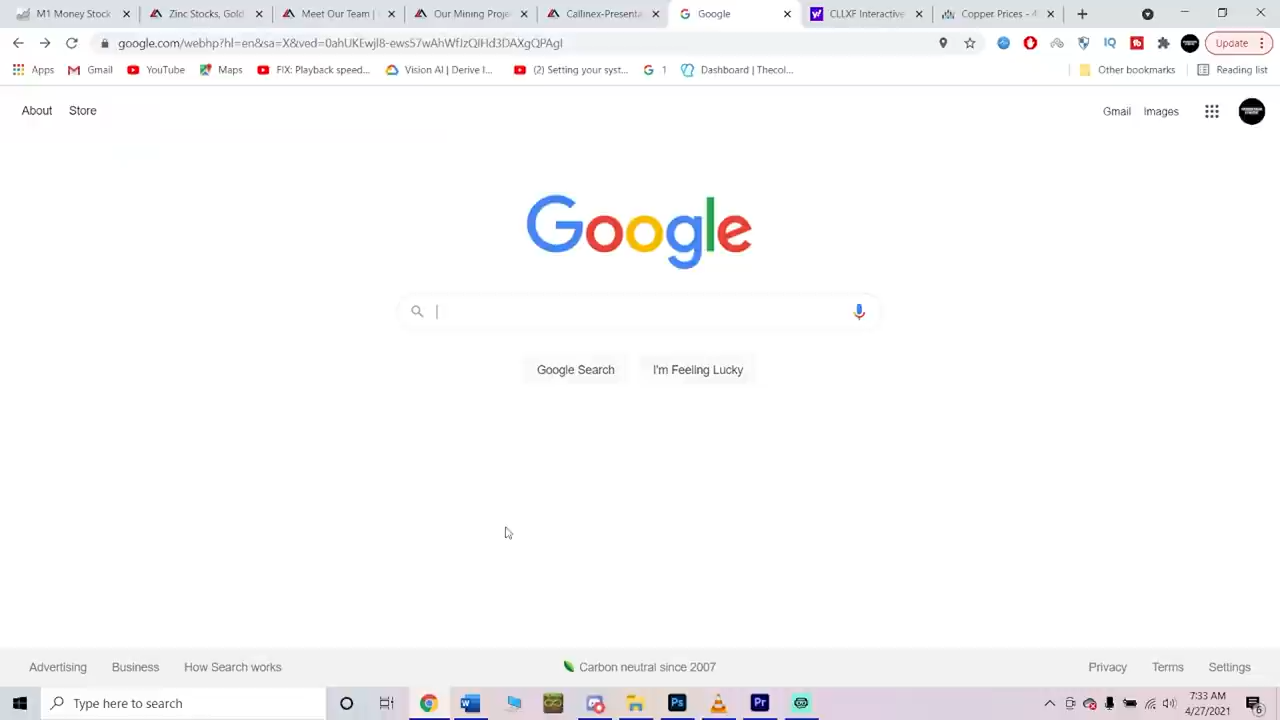 M1 Money Stock
Zinc Stocks, Gold
Meet Our Team |
Our Mining Proje
Callinex-Presenta
Google
CLLXF Interactive
Copper Prices - 4
google.com/webhp?hl=en&sa=X&ved=
Update
Apps
Gmail
YouTube
Maps
FIX: Playback speed...
Vision AI | Derive I...
(2) Setting your syst...
1
Dashboard | Thecol...
Other bookmarks
Reading list
About
Store
Gmail
Images
Google
Google Search
I'm Feeling Lucky
Advertising
Business
How Search works
Carbon neutral since 2007
Privacy
Terms
Settings
Type here to search
7:33 AM
4/27/2021
6